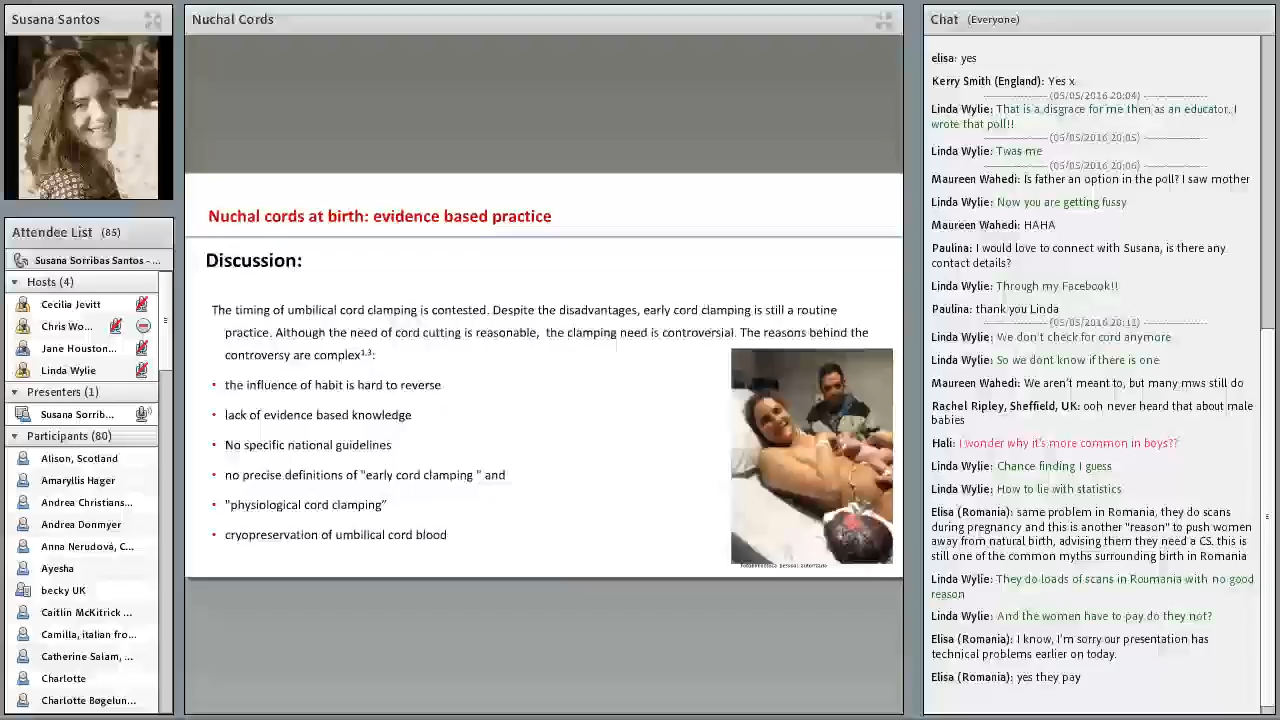 Susana Santos
Attendee List (85)
Susana Sorribas Santos - ...
Hosts (4)
Cecilia Jevitt
Chris Wo...
Jane Houston...
Linda Wylie
Presenters (1)
Susana Sorrib...
Participants (80)
Alison, Scotland
Amaryllis Hager
Andrea Christians...
Andrea Donmyer
Anna Nerudová, C...
Ayesha
becky UK
Caitlin McKitrick ...
Camilla, italian fro...
Catherine Salam, ...
Charlotte
Charlotte Bøgelun...
Nuchal Cords
Nuchal cords at birth: evidence based practice
Discussion:
The timing of umbilical cord clamping is contested. Despite the disadvantages, early cord clamping is still a routine
practice. Although the need of cord cutting is reasonable, the clamping need is controversial. The reasons behind the
controversy are complex1,3:
• the influence of habit is hard to reverse
• lack of evidence based knowledge
• No specific national guidelines
• no precise definitions of "early cord clamping " and
• "physiological cord clamping"
• cryopreservation of umbilical cord blood
Chat (Everyone)
elisa: yes
Kerry Smith (England): Yes x
(05/05/2016 20:04)
Linda Wylie: That is a disgrace for me then as an educator. I
wrote that poll!!
(05/05/2016 20:05)
Linda Wylie: Twas me
(05/05/2016 20:06)
Maureen Wahedi: Is father an option in the poll? I saw mother
Linda Wylie: Now you are getting fussy
Maureen Wahedi: HAHA
Paulina: I would love to connect with Susana, is there any
contact details?
Linda Wylie: Through my Facebook!!
Paulina: thank you Linda
(05/05/2016 20:11)
Linda Wylie: We don't check for cord anymore
Linda Wylie: So we dont know if there is one
Maureen Wahedi: We aren't meant to, but many mws still do
Rachel Ripley, Sheffield, UK: ooh never heard that about male
babies
Hali: I wonder why it's more common in boys??
Linda Wylie: Chance finding I guess
Linda Wylie: How to lie with statistics
Elisa (Romania): same problem in Romania, they do scans
during pregnancy and this is another "reason" to push women
away from natural birth, advising them they need a CS. this is
still one of the common myths surrounding birth in Romania
Linda Wylie: They do loads of scans in Roumania with no good
reason
Linda Wylie: And the women have to pay do they not?
Elisa (Romania): I know, I'm sorry our presentation has
technical problems earlier on today.
Elisa (Romania): yes they pay